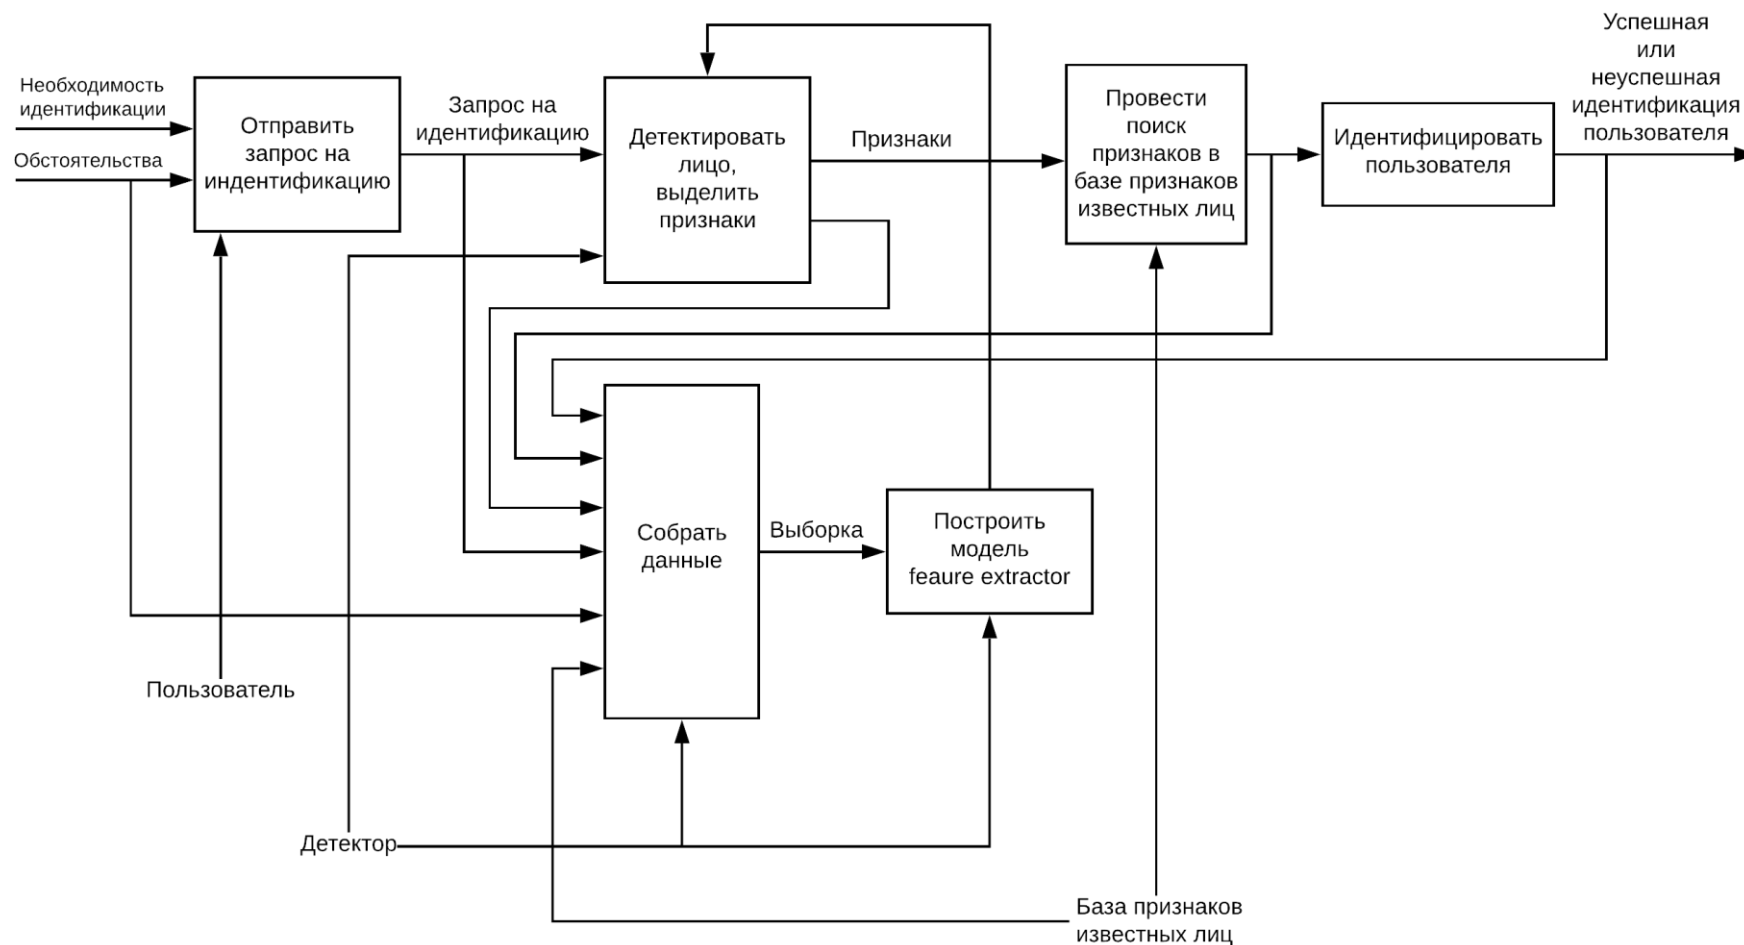 Успешная
или
неуспешная
идентификация
пользователя
Необходимость
идентификации
Обстоятельства
Отправить
запрос на
индентификацию
Запрос на
идентификацию
Детектировать
лицо,
выделить
признаки
Признаки
Провести
поиск
признаков в
базе признаков
известных лиц
Идентифицировать
пользователя
Собрать
данные
Выборка
Построить
модель
feaure extractor
Пользователь
Детектор
База признаков
известных лиц